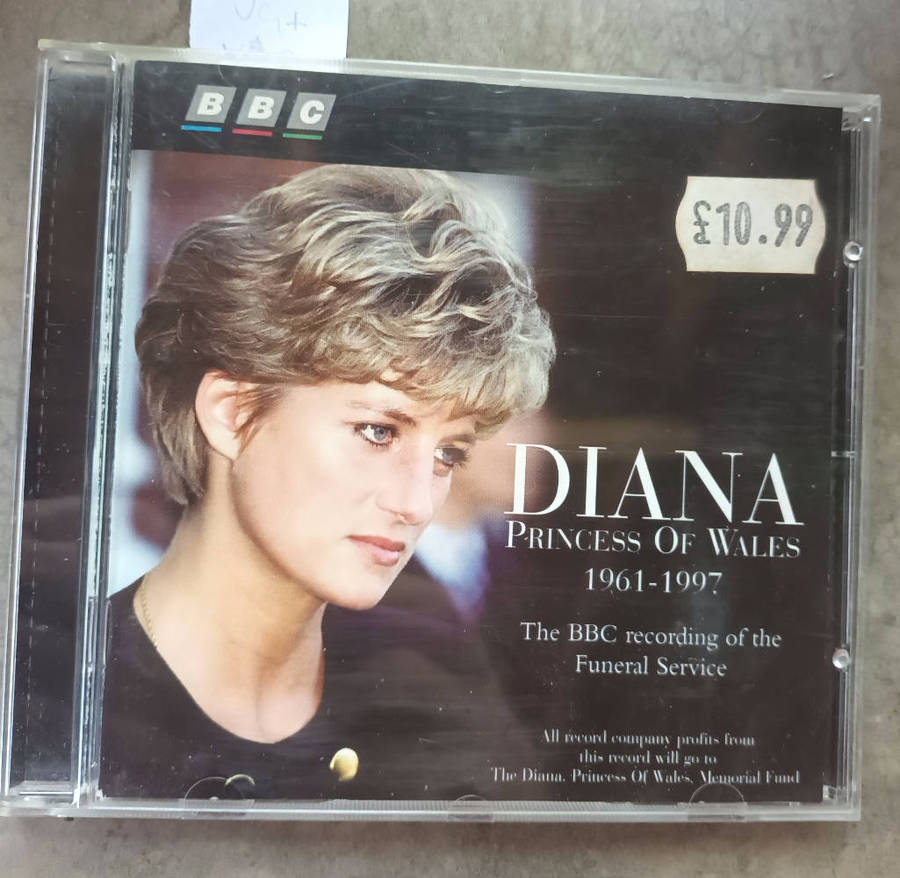 BBC
£10.99
DIANA
PRINCESS OF WALES
1961-1997
The BBC recording of the
Funeral Service
All record company profits from
this record will go to
The Diana, Princess Of Wales, Memorial Fund